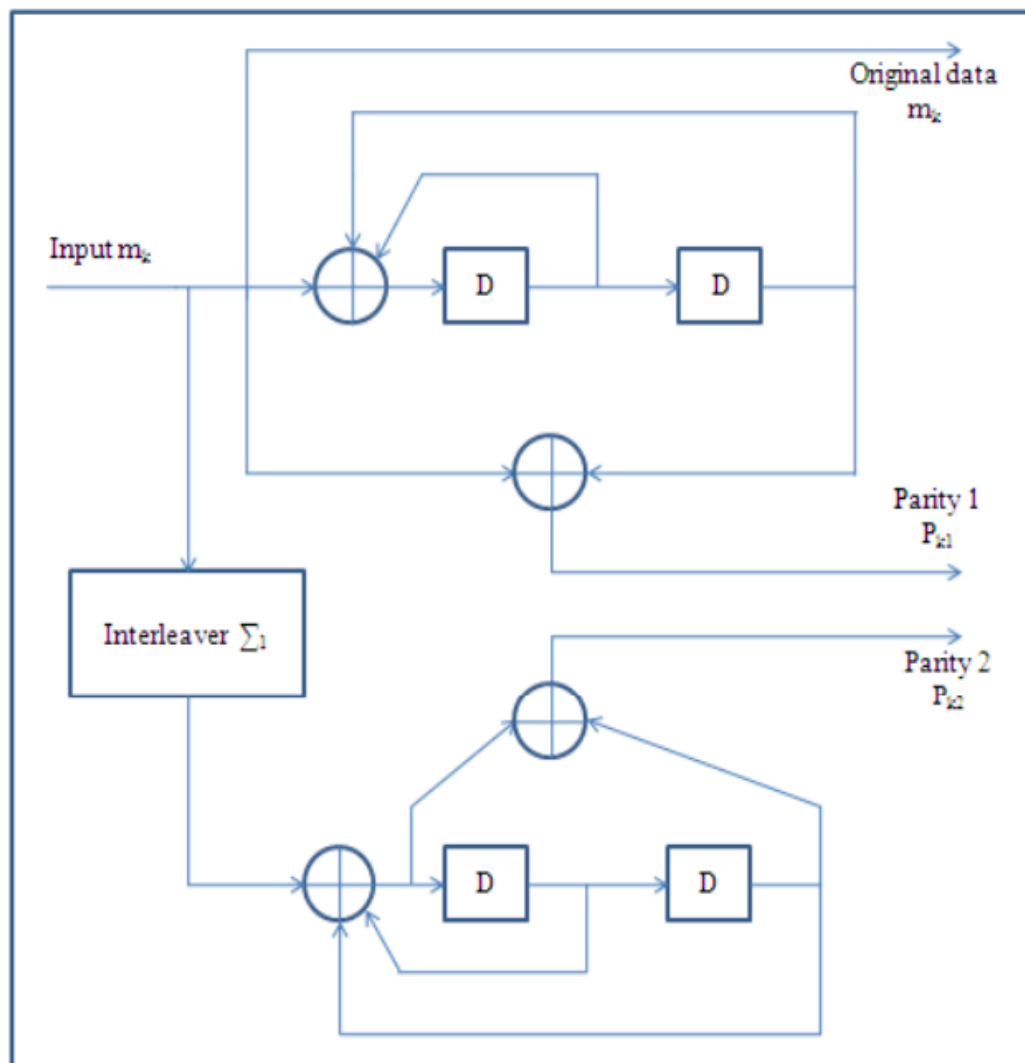 Original data
mₖ
Input mₖ
D
D
Parity 1
Pₖ₁
Interleaver ∑₁
Parity 2
Pₖ₂
D
D